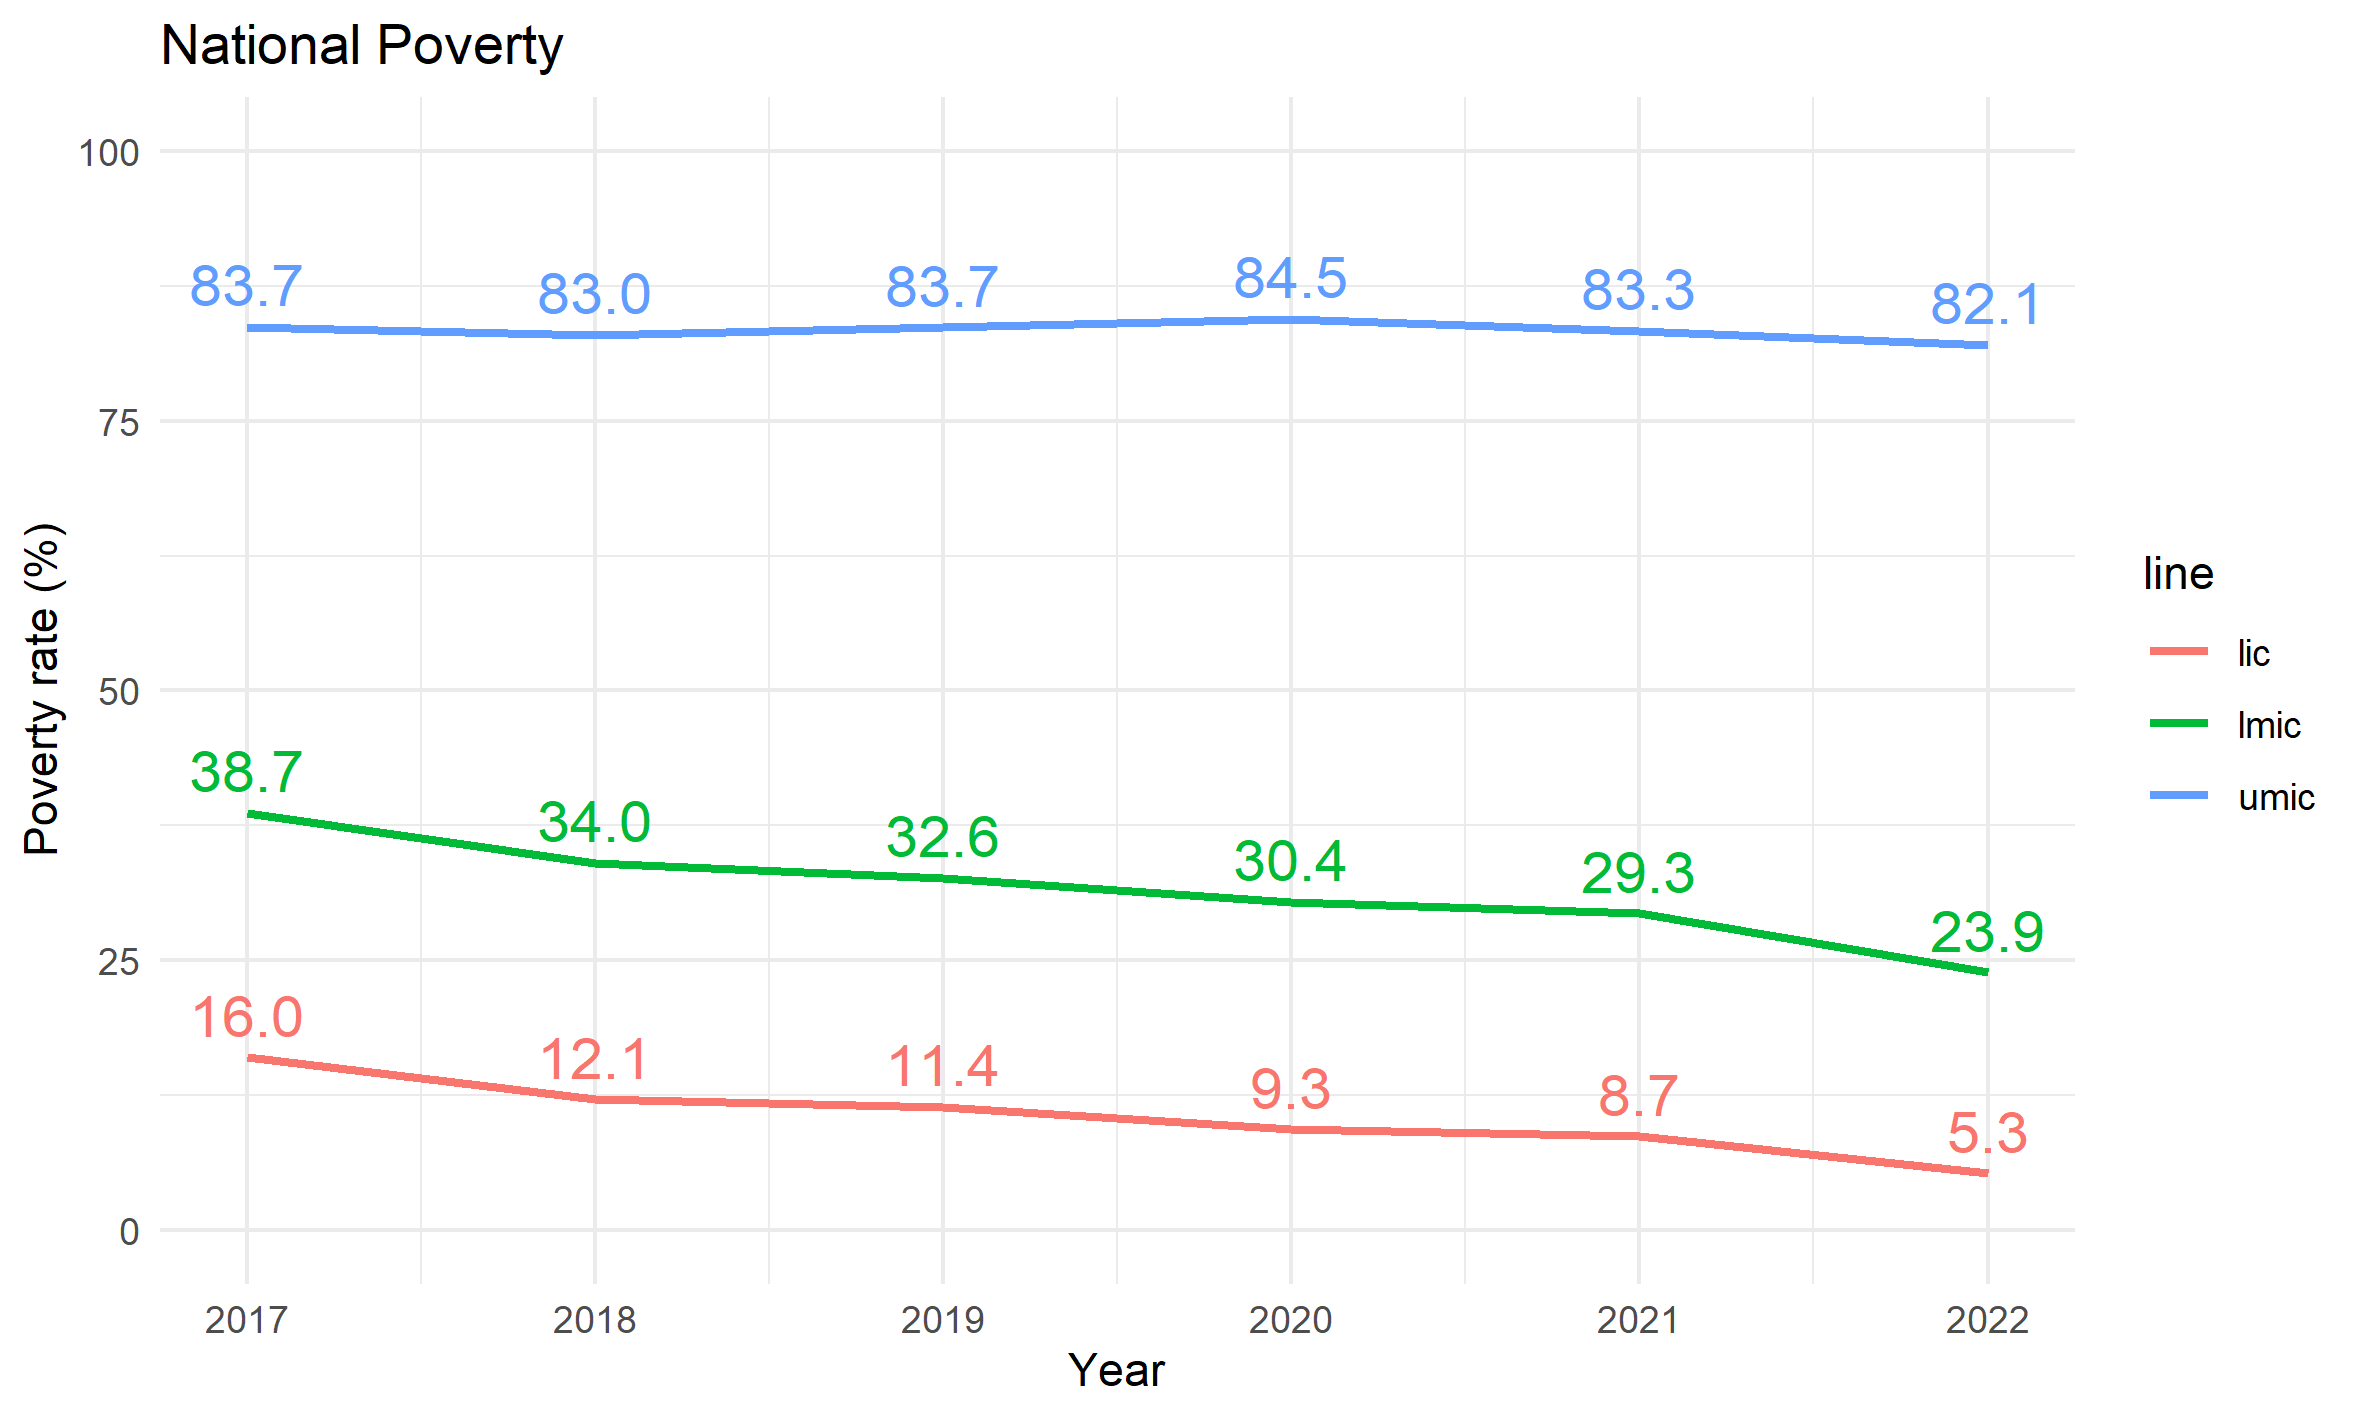 National Poverty
100
75
50
25
0
Poverty rate (%)
83.7 83.0 83.7 84.5 83.3 82.1
38.7 34.0 32.6 30.4 29.3 23.9
16.0 12.1 11.4 9.3 8.7 5.3
2017 2018 2019 2020 2021 2022
Year
line
lic
lmic
umic